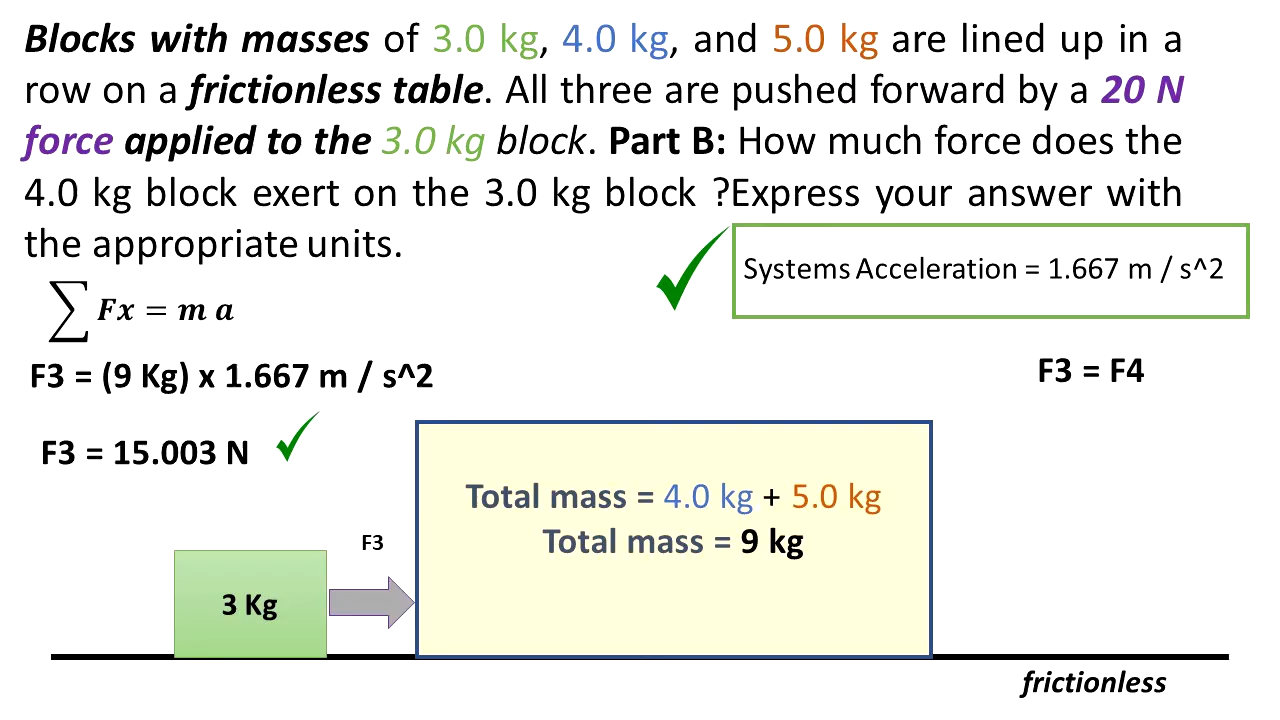 Blocks with masses of 3.0 kg, 4.0 kg, and 5.0 kg are lined up in a
row on a frictionless table. All three are pushed forward by a 20 N
force applied to the 3.0 kg block. Part B: How much force does the
4.0 kg block exert on the 3.0 kg block ?Express your answer with
the appropriate units.
Systems Acceleration = 1.667 m / s^2
∑ Fx = m a
F3 = (9 Kg) x 1.667 m / s^2
F3 = F4
F3 = 15.003 N
Total mass = 4.0 kg + 5.0 kg
Total mass = 9 kg
F3
3 Kg
frictionless